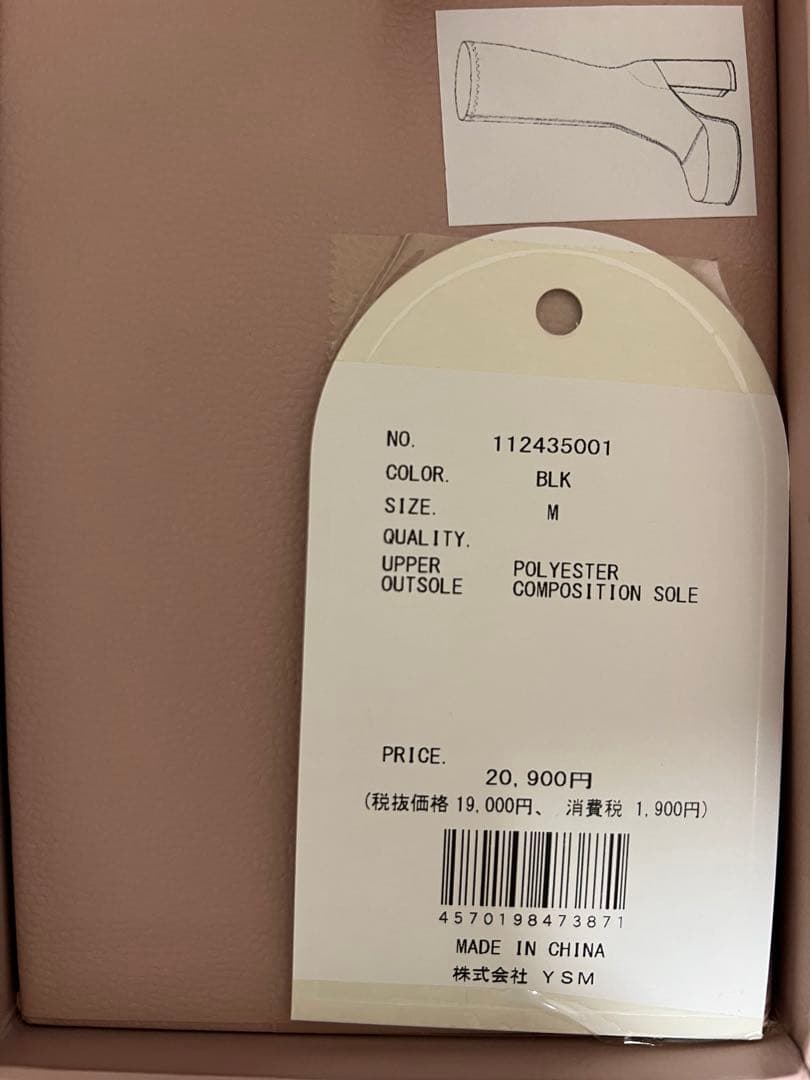 NO. 112435001
COLOR. BLK
SIZE. M
QUALITY.
UPPER POLYESTER
OUTSOLE COMPOSITION SOLE
PRICE.
20,900円
(税抜価格 19,000円、 消費税 1,900円)
4570198473871
MADE IN CHINA
株式会社 YSM